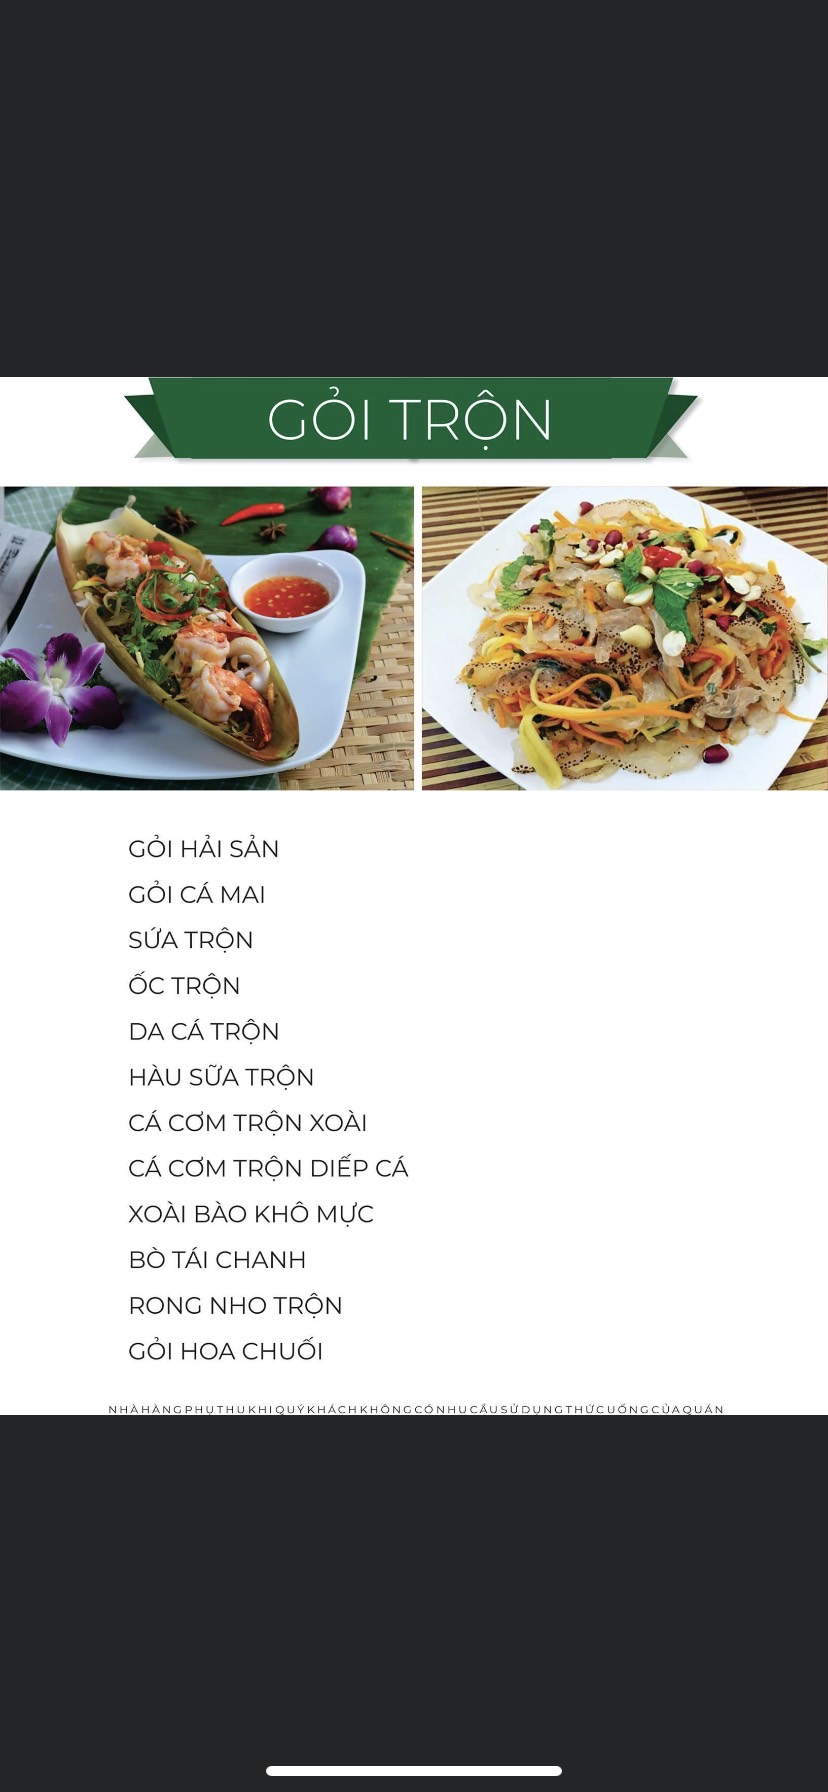 GỎI TRỘN
GỎI HẢI SẢN
GỎI CÁ MAI
SỨA TRỘN
ỐC TRỘN
DA CÁ TRỘN
HÀU SỮA TRỘN
CÁ CƠM TRỘN XOÀI
CÁ CƠM TRỘN DIẾP CÁ
XOÀI BÀO KHÔ MỰC
BÒ TÁI CHANH
RONG NHO TRỘN
GỎI HOA CHUỐI
NHÀ HÀNG PHỤ THU KHI QUÝ KHÁCH KHÔNG CÓ NHU CẦU SỬ DỤNG THỨC UỐNG CỦA QUÁN